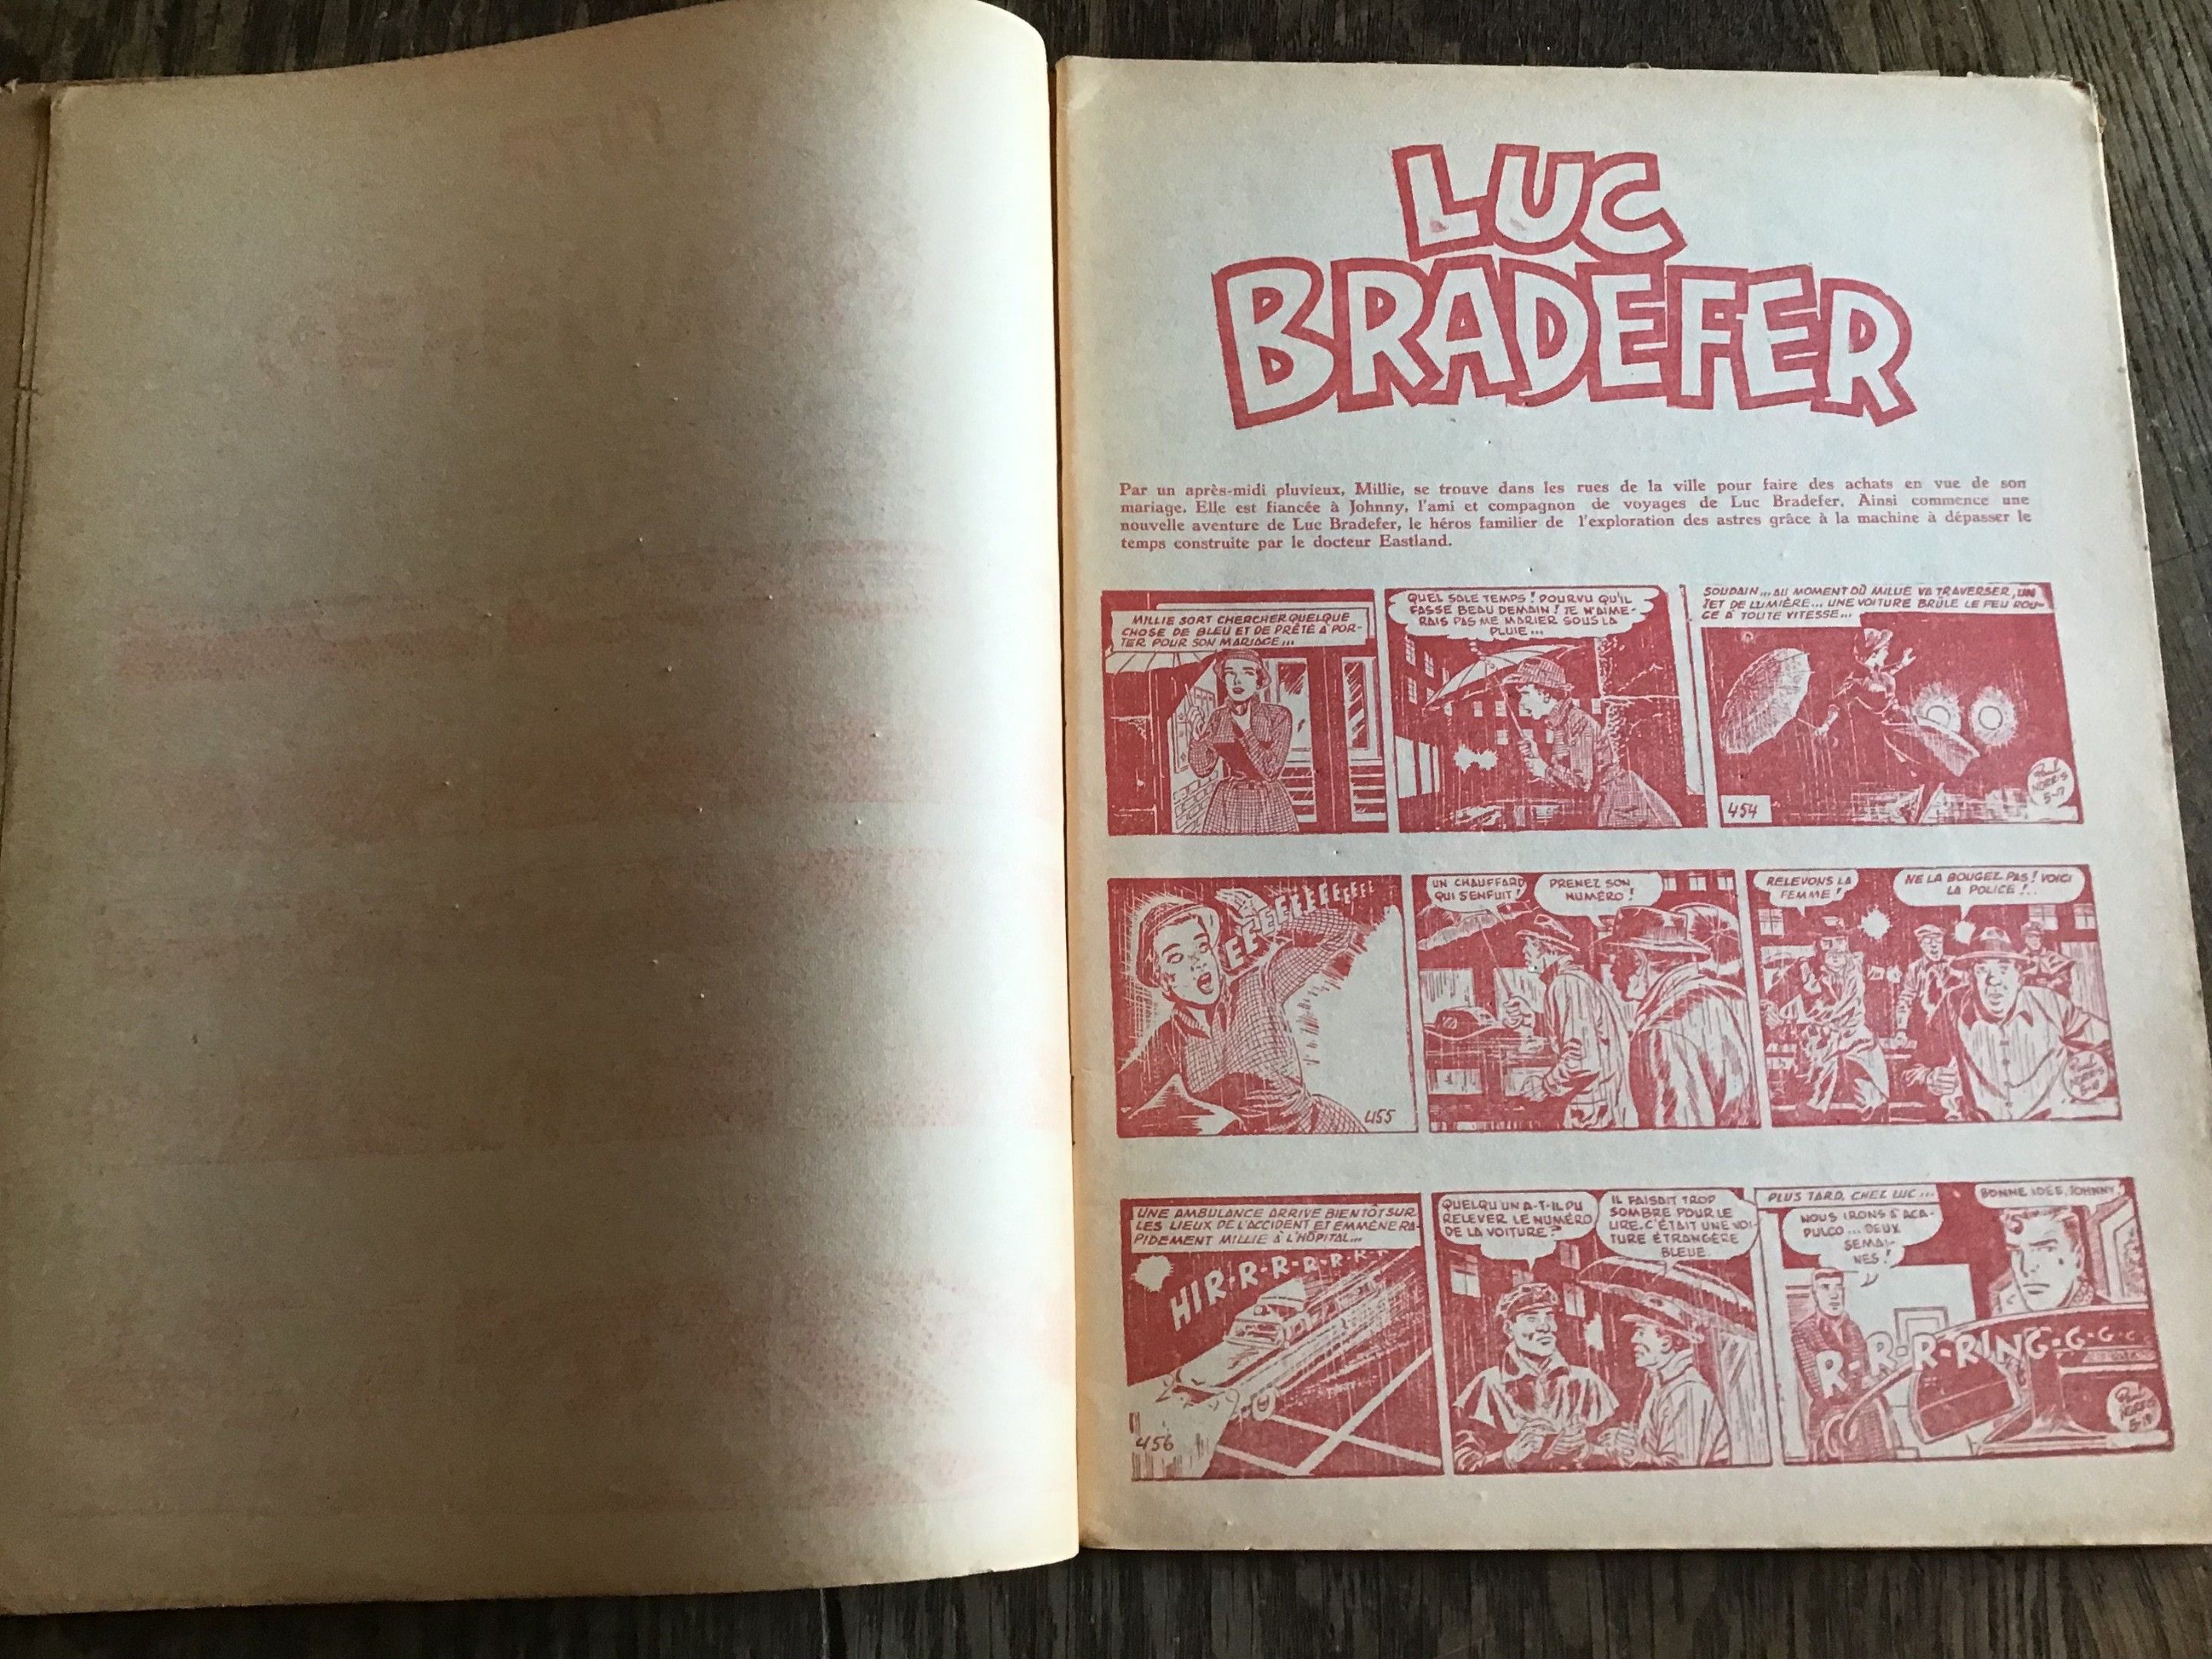 LUC
BRADEFER
Par un après-midi pluvieux, Millie, se trouve dans les rues de la ville pour faire des achats en vue de son
mariage. Elle est fiancée à Johnny, l'ami et compagnon de voyages de Luc Bradefer. Ainsi commence une
nouvelle aventure de Luc Bradefer, le héros familier de l'exploration des astres grâce à la machine à dépasser le
temps construite par le docteur Eastland.
MILLIE SORT CHERCHER QUELQUE
CHOSE DE BLEU ET DE PRÊTÉ À POR-
TER POUR SON MARIAGE...
QUEL SALE TEMPS! POURVU QU'IL
FASSE BEAU DEMAIN! JE N'AIME-
RAIS PAS ME MARIER SOUS LA
PLUIE...
SOUDAIN... AU MOMENT OÙ MILLIE VA TRAVERSER, UN
JET DE LUMIÈRE... UNE VOITURE BRÛLE LE FEU ROU-
GE À TOUTE VITESSE...
454
Paul
NORRIS
5-17
EEEEEEEEEEEE
455
UN CHAUFFARD
QUI S'ENFUIT!
PRENEZ SON
NUMÉRO!
RELEVONS LA
FEMME!
NE LA BOUGEZ PAS! VOICI
LA POLICE!..
Paul
NORRIS
UNE AMBULANCE ARRIVE BIENTÔT SUR
LES LIEUX DE L'ACCIDENT ET EMMÈNE RA-
PIDEMENT MILLIE À L'HÔPITAL...
HIR-R-R-R-R-R-R
456
QUELQU'UN A-T-IL PU
RELEVER LE NUMÉRO
DE LA VOITURE?
IL FAISAIT TROP
SOMBRE POUR LE
LIRE. C'ÉTAIT UNE VOI-
TURE ÉTRANGÈRE
BLEUE.
PLUS TARD, CHEZ LUC...
NOUS IRONS À ACA-
PULCO... DEUX
SEMAI-
NES!
BONNE IDÉE, JOHNNY
R-R-R-RING-G-G-G
Paul
NORRIS